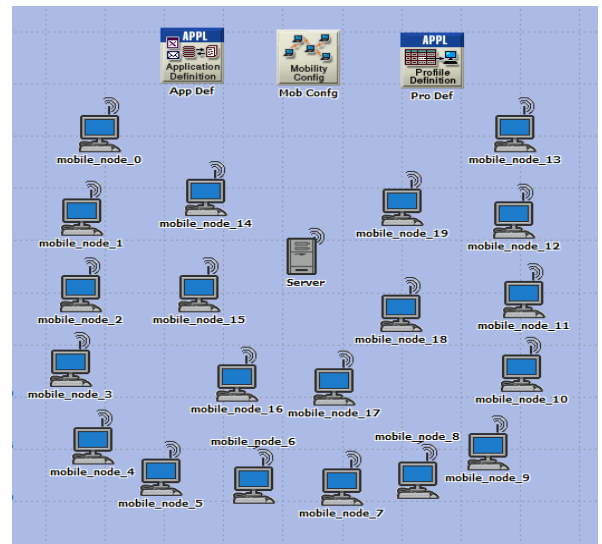 APPL
Application
Definition
App Def
Mobility
Config
Mob Confg
APPL
Profile
Definition
Pro Def
mobile_node_0
mobile_node_13
mobile_node_14
mobile_node_19
mobile_node_1
mobile_node_12
Server
mobile_node_2
mobile_node_15
mobile_node_11
mobile_node_18
mobile_node_3
mobile_node_10
mobile_node_16
mobile_node_17
mobile_node_6
mobile_node_8
mobile_node_4
mobile_node_9
mobile_node_5
mobile_node_7